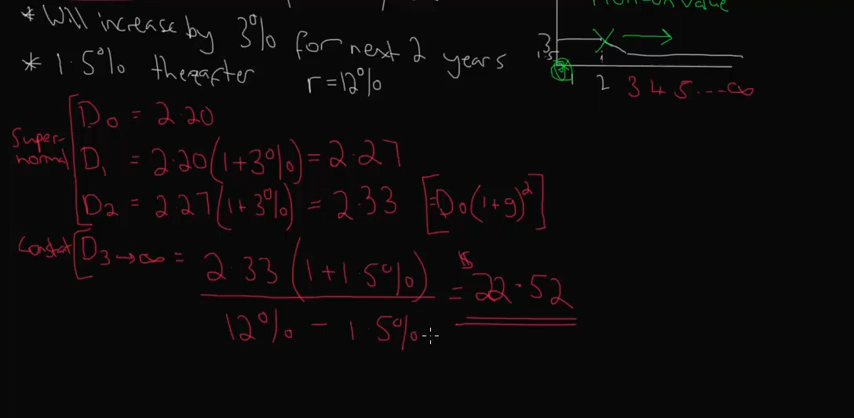 * Will increase by 3% for next 2 years
* 1.5% thereafter r=12%
3
1.5
2 3 4 5 ... ∞
Super-normal
D₀ = 2.20
D₁ = 2.20(1+3%) = 2.27
D₂ = 2.27(1+3%) = 2.33 [=D₀(1+g)²]
Constant
D₃→∞ = 2.33(1+1.5%) = $22.52
12% - 1.5%